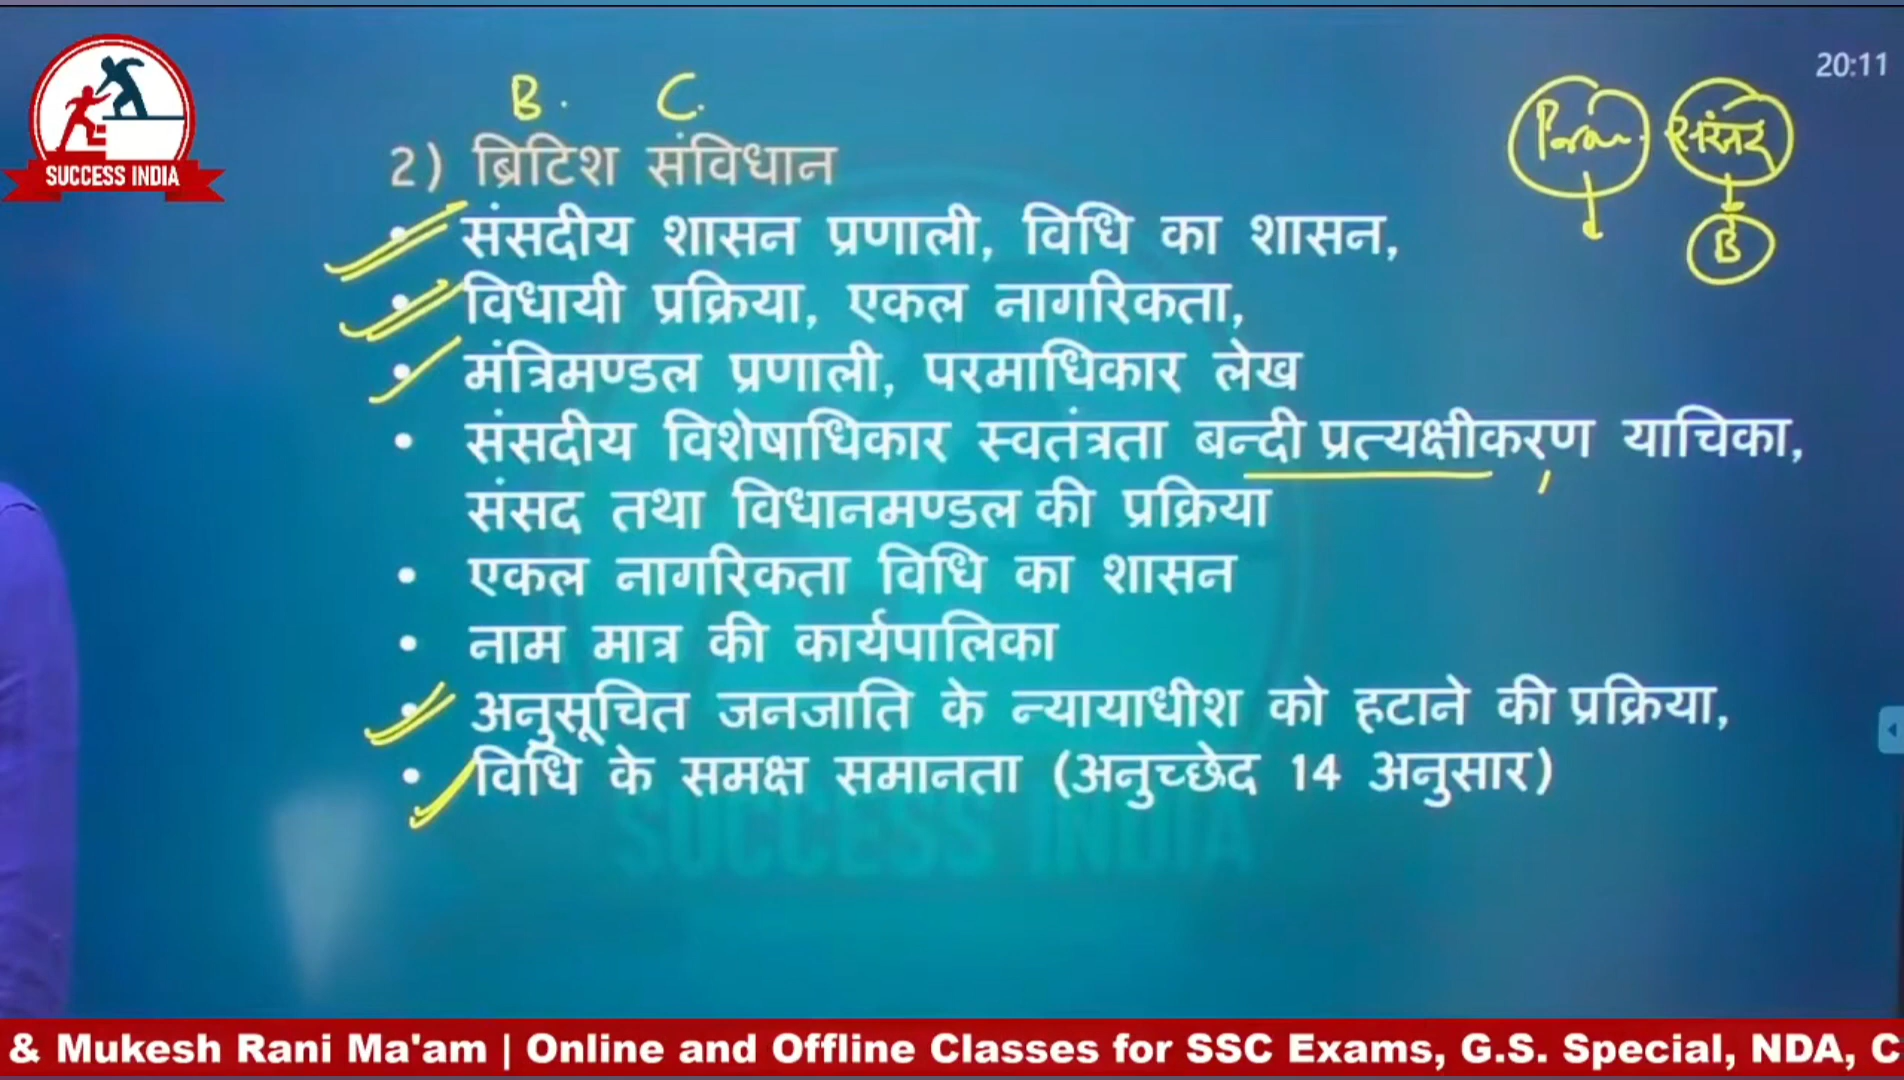 20:11
SUCCESS INDIA
B. C.
संसद
B
2) ब्रिटिश संविधान
• संसदीय शासन प्रणाली, विधि का शासन,
• विधायी प्रक्रिया, एकल नागरिकता,
• मंत्रिमण्डल प्रणाली, परमाधिकार लेख
• संसदीय विशेषाधिकार स्वतंत्रता बन्दी प्रत्यक्षीकरण याचिका,
संसद तथा विधानमण्डल की प्रक्रिया
• एकल नागरिकता विधि का शासन
• नाम मात्र की कार्यपालिका
• अनुसूचित जनजाति के न्यायाधीश को हटाने की प्रक्रिया,
• विधि के समक्ष समानता (अनुच्छेद 14 अनुसार)
SUCCESS INDIA
& Mukesh Rani Ma'am | Online and Offline Classes for SSC Exams, G.S. Special, NDA, C